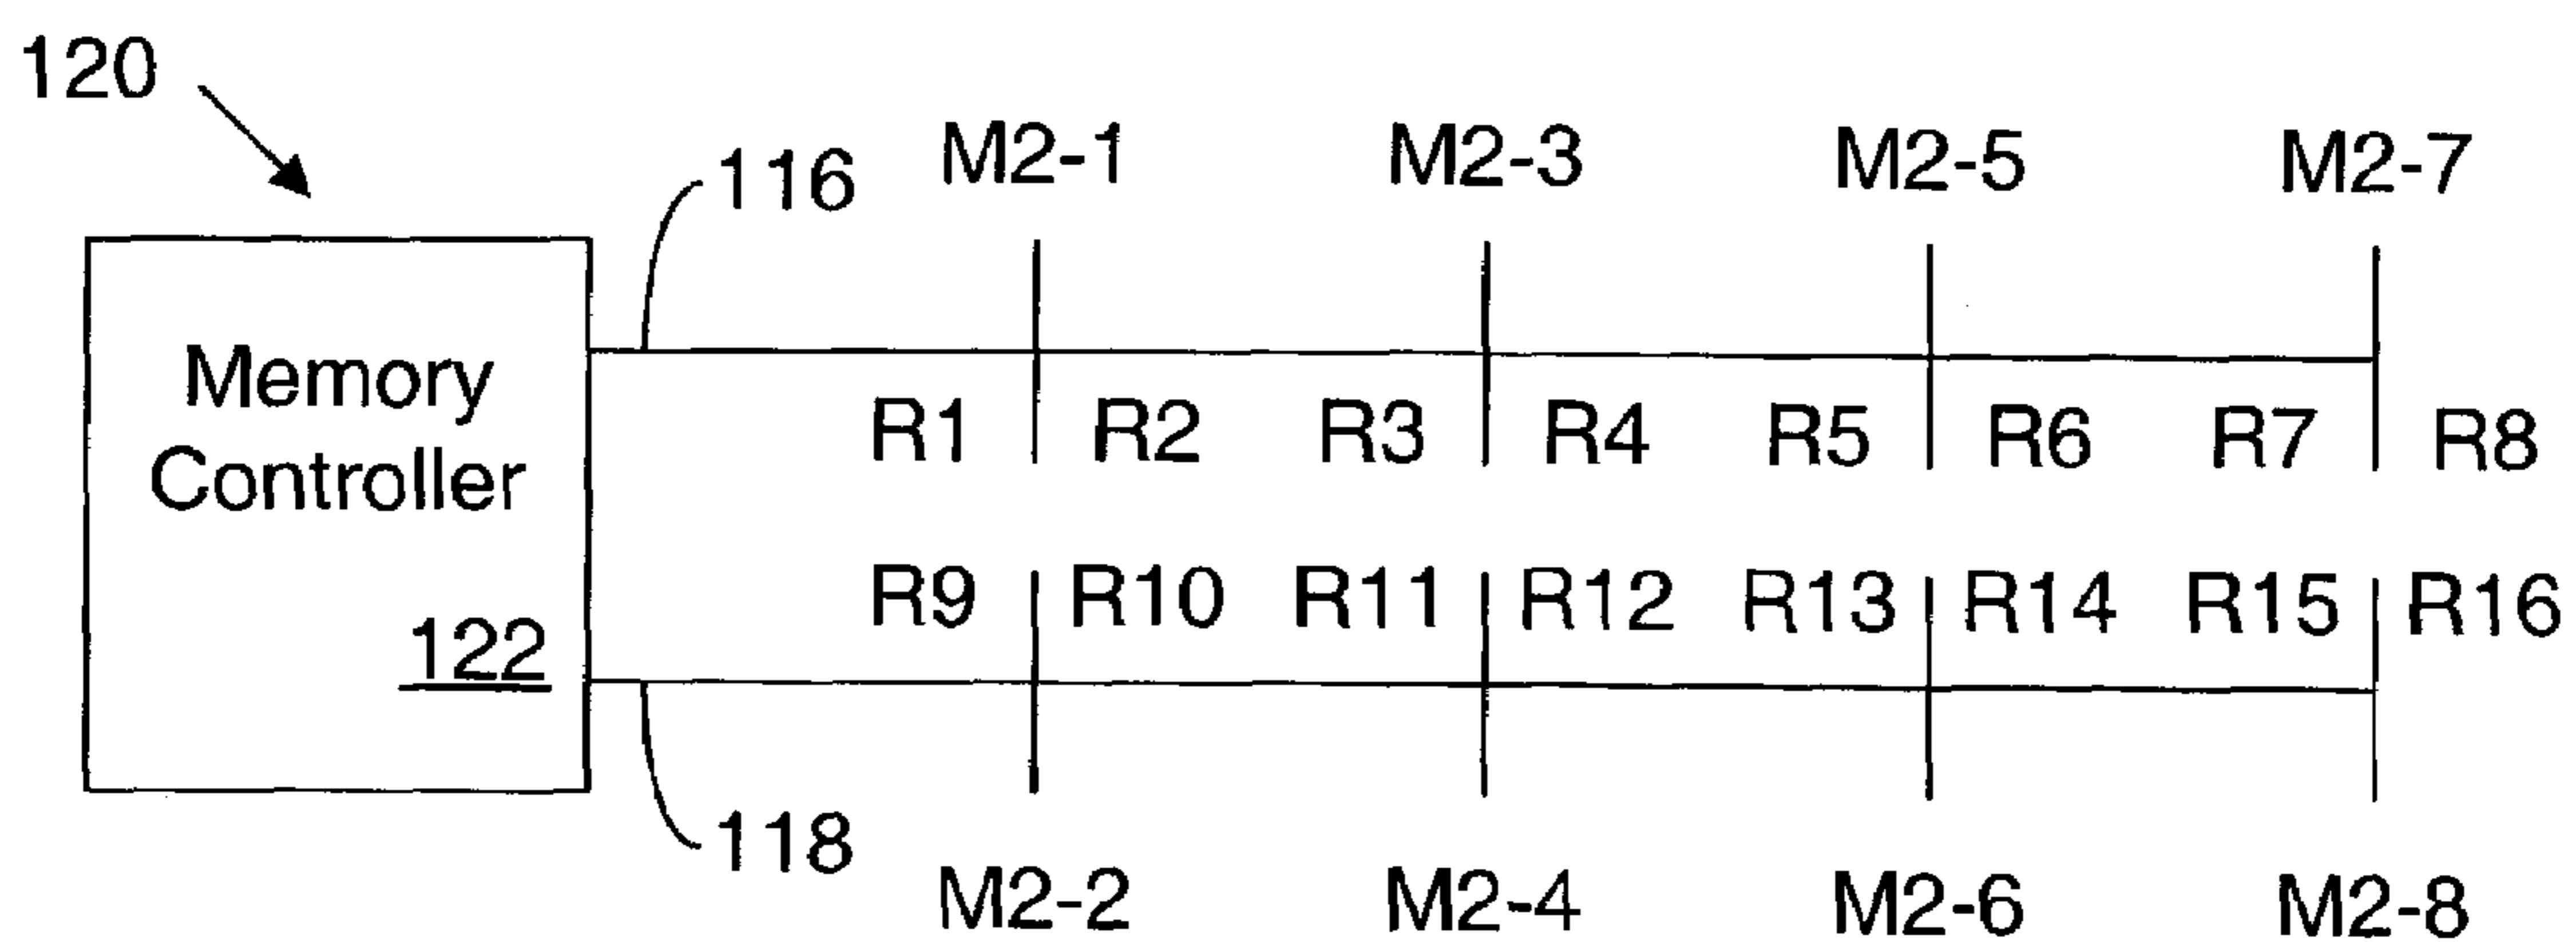 120
116
M2-1 M2-3 M2-5 M2-7
Memory
Controller
122
R1 R2 R3 R4 R5 R6 R7 R8
R9 R10 R11 R12 R13 R14 R15 R16
118
M2-2 M2-4 M2-6 M2-8